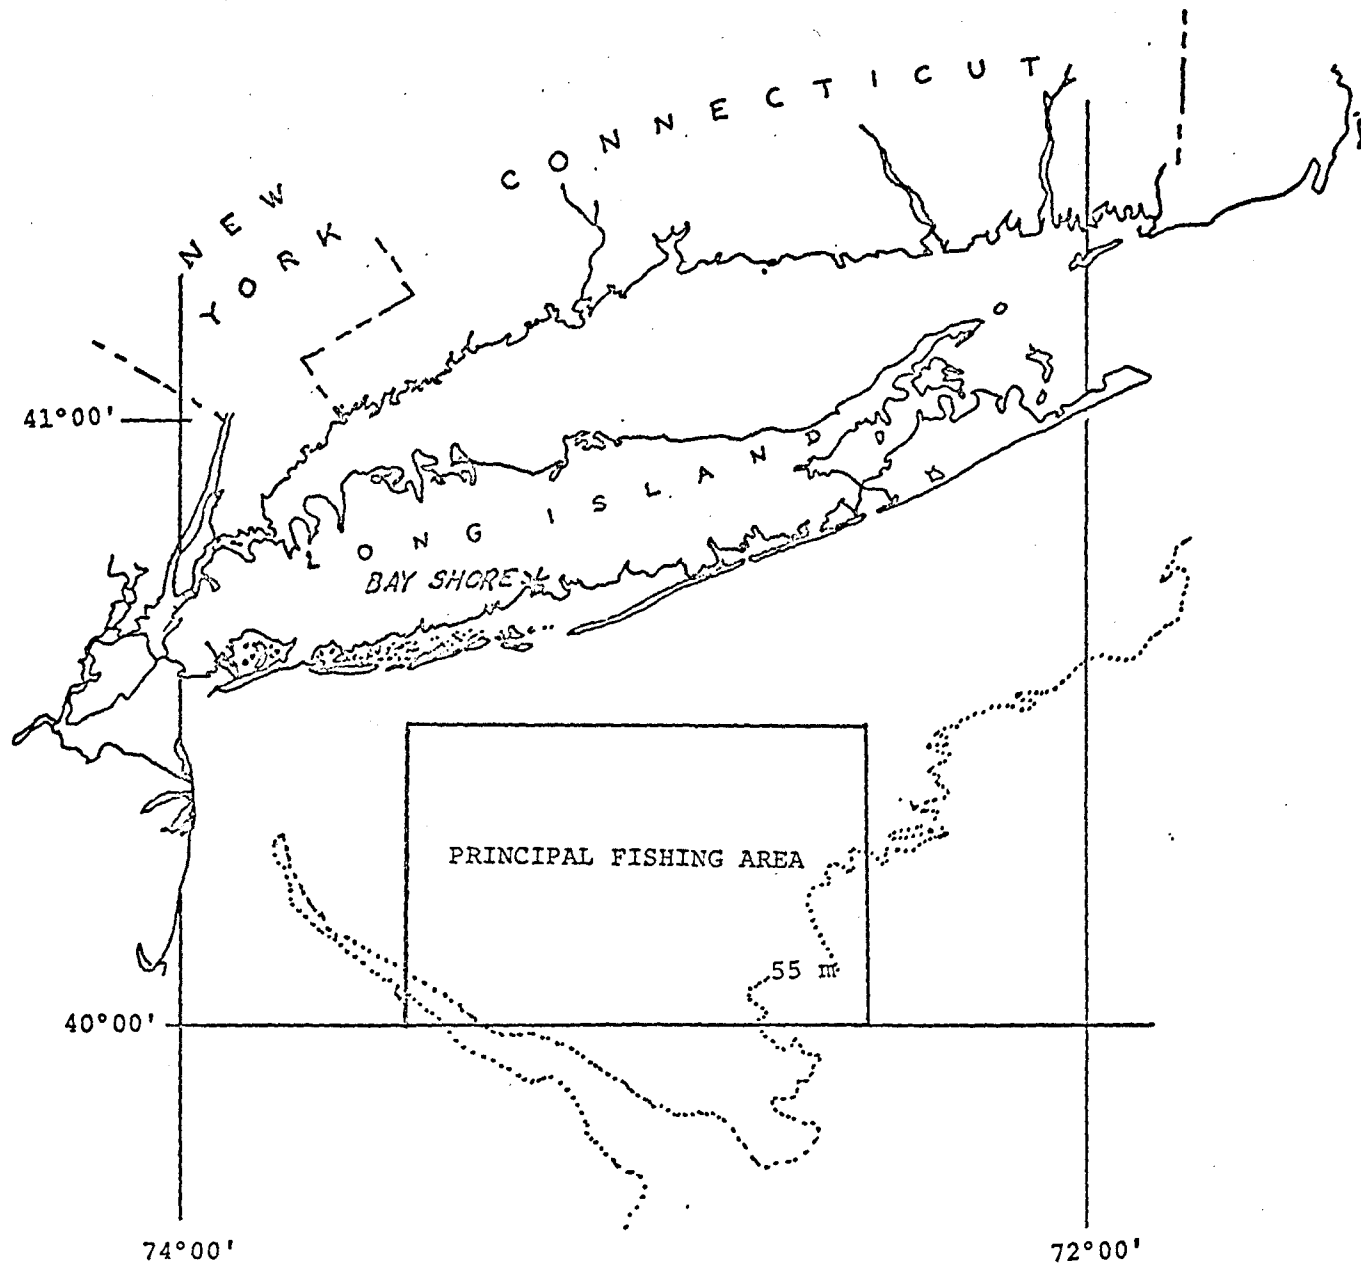 CONNECTICUT
NEW
YORK
41°00'
LONG ISLAND
BAY SHORE
PRINCIPAL FISHING AREA
55 m
40°00'
74°00'
72°00'